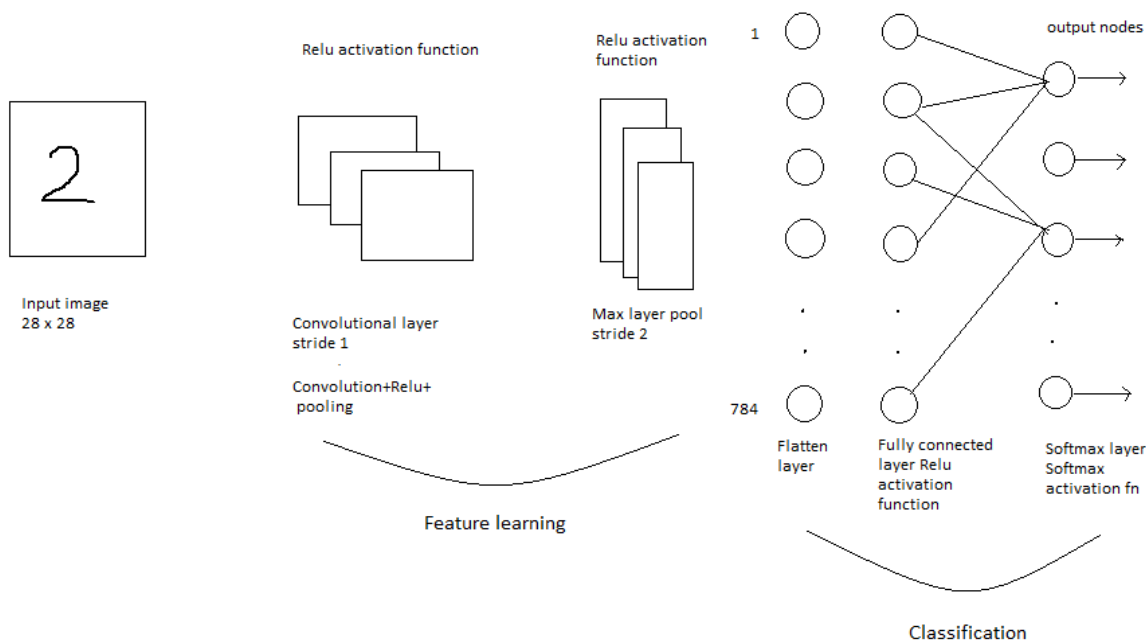 2
Input image
28 x 28
Relu activation function
Convolutional layer
stride 1
Convolution+Relu+
pooling
Relu activation
function
Max layer pool
stride 2
Feature learning
1
784
Flatten
layer
Fully connected
layer Relu
activation
function
output nodes
Softmax layer
Softmax
activation fn
Classification